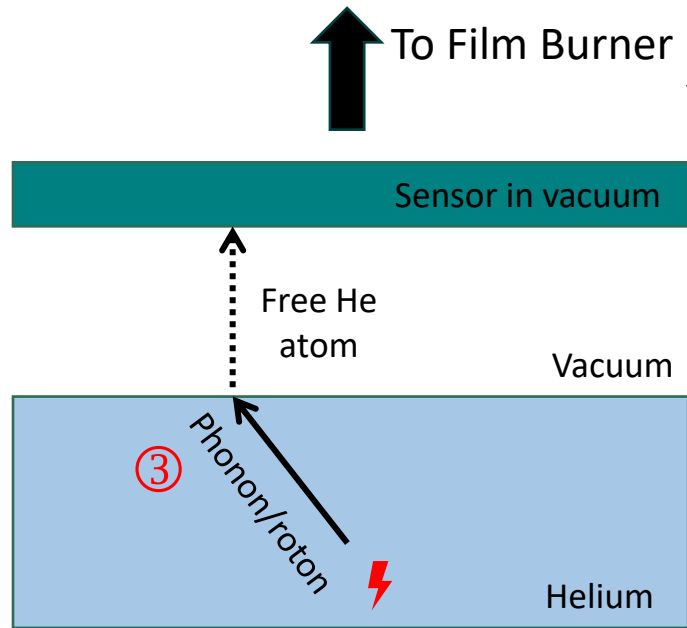 To Film Burner
Sensor in vacuum
Free He
atom
Vacuum
③
Phonon/roton
Helium